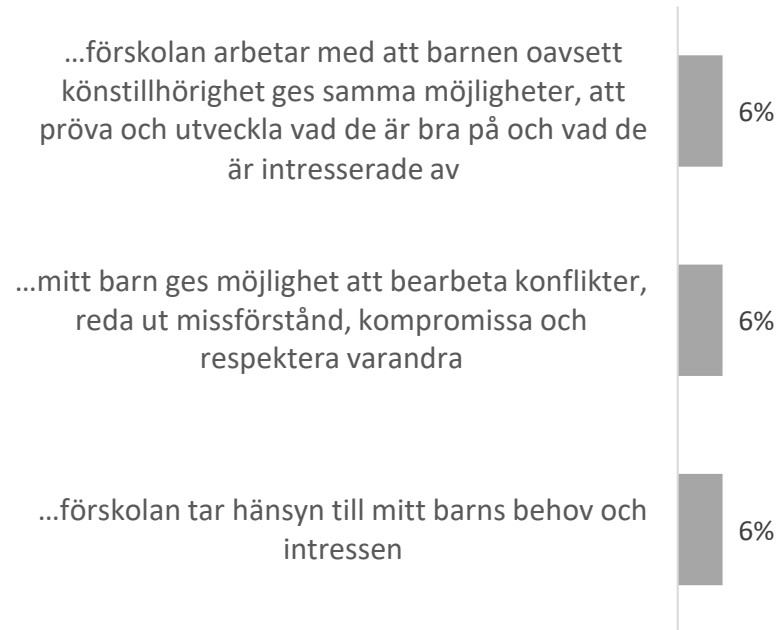 …förskolan arbetar med att barnen oavsett
könstillhörighet ges samma möjligheter, att
pröva och utveckla vad de är bra på och vad de
är intresserade av
6%
…mitt barn ges möjlighet att bearbeta konflikter,
reda ut missförstånd, kompromissa och
respektera varandra
6%
…förskolan tar hänsyn till mitt barns behov och
intressen
6%